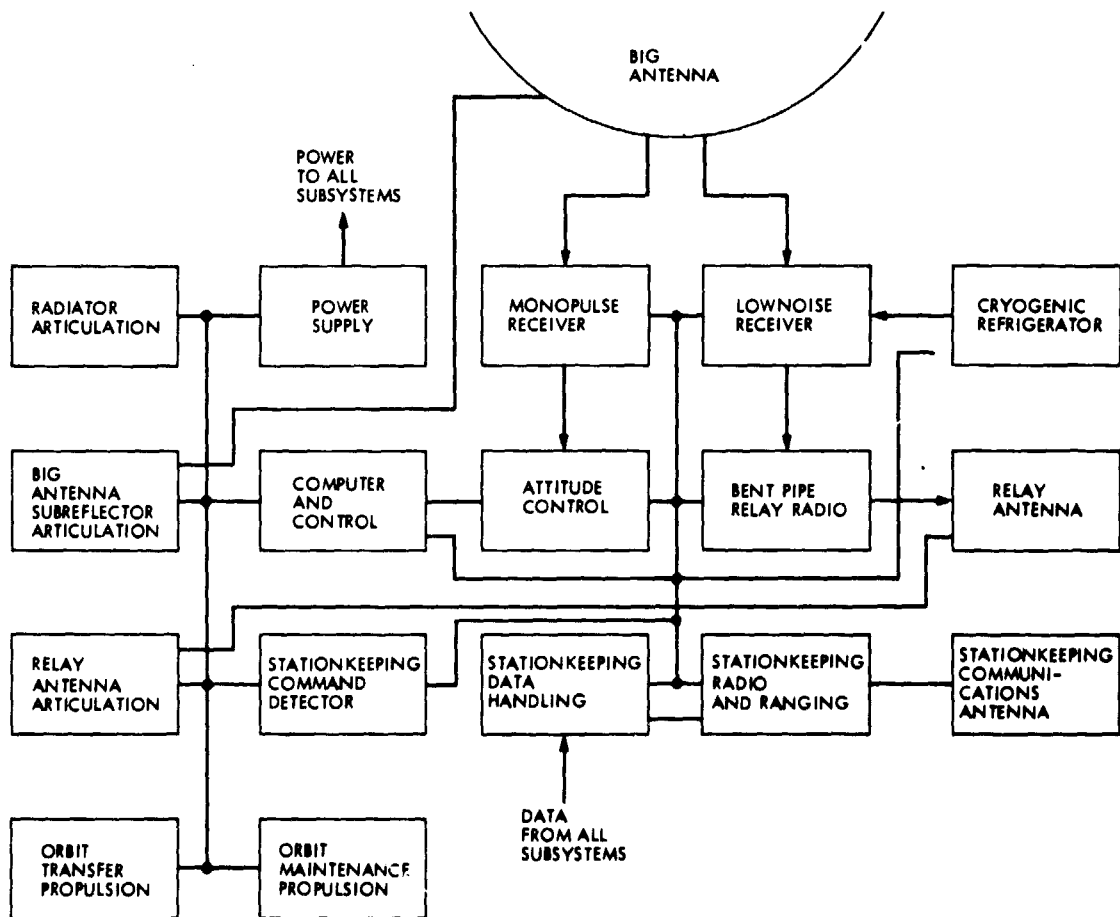 BIG
ANTENNA
POWER
TO ALL
SUBSYSTEMS
RADIATOR
ARTICULATION
POWER
SUPPLY
MONOPULSE
RECEIVER
LOWNOISE
RECEIVER
CRYOGENIC
REFRIGERATOR
BIG
ANTENNA
SUBREFLECTOR
ARTICULATION
COMPUTER
AND
CONTROL
ATTITUDE
CONTROL
BENT PIPE
RELAY RADIO
RELAY
ANTENNA
RELAY
ANTENNA
ARTICULATION
STATIONKEEPING
COMMAND
DETECTOR
STATIONKEEPING
DATA
HANDLING
STATIONKEEPING
RADIO
AND RANGING
STATIONKEEPING
COMMUNI-
CATIONS
ANTENNA
DATA
FROM ALL
SUBSYSTEMS
ORBIT
TRANSFER
PROPULSION
ORBIT
MAINTENANCE
PROPULSION